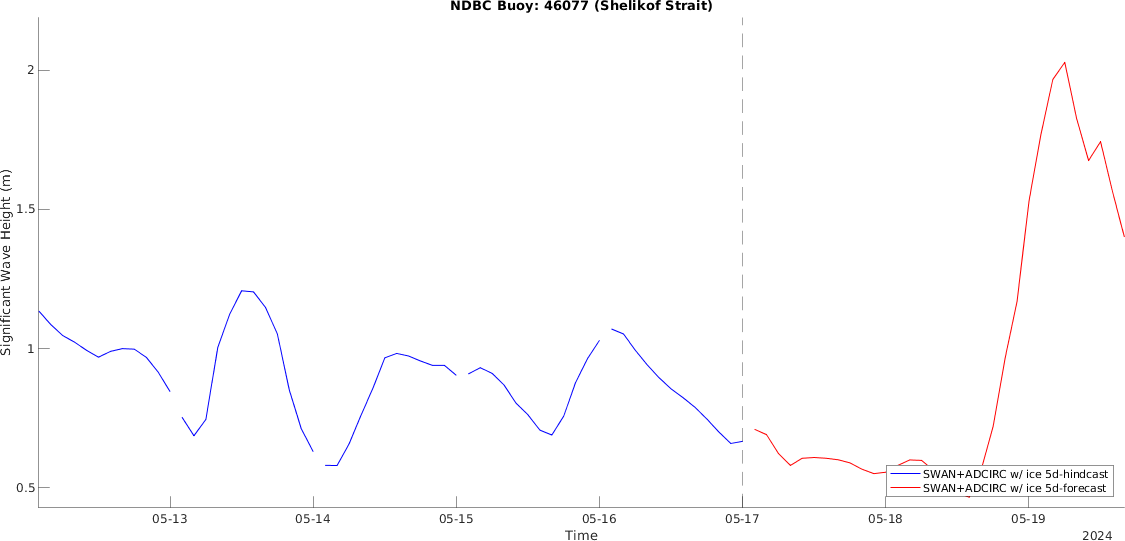 NDBC Buoy: 46077 (Shelikof Strait)
Significant Wave Height (m)
2
1.5
1
0.5
SWAN+ADCIRC w/ ice 5d-hindcast
SWAN+ADCIRC w/ ice 5d-forecast
05-13 05-14 05-15 05-16 05-17 05-18 05-19
Time
2024